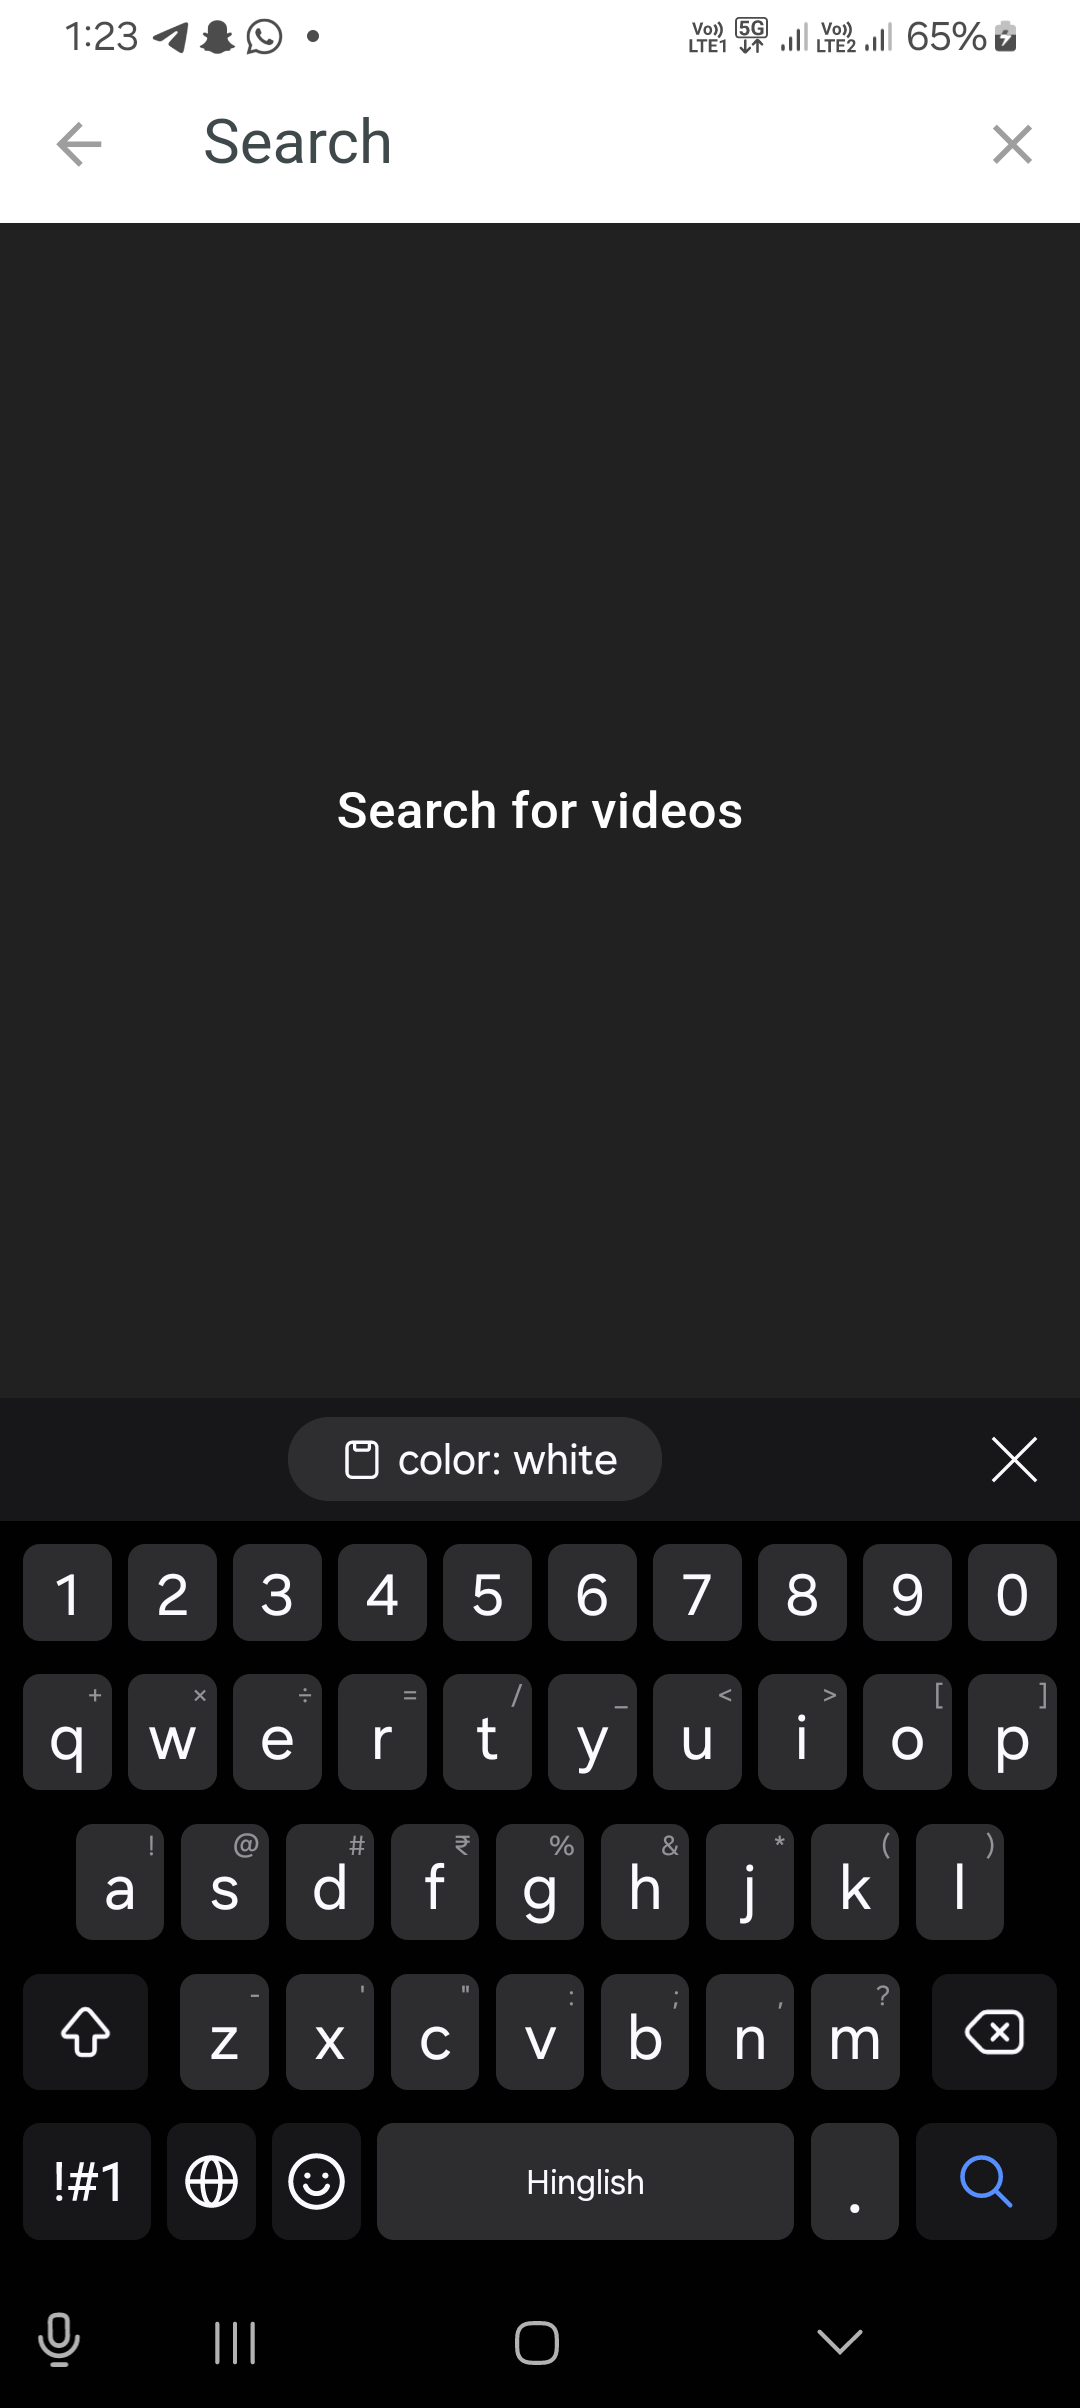 1:23 Vo)) LTE1 5G Vo)) LTE2 65%
Search
Search for videos
color: white
1 2 3 4 5 6 7 8 9 0
+ × ÷ = / _ < > [ ]
q w e r t y u i o p
! @ # ₹ % & * ( )
a s d f g h j k l
- ' " : ; , ?
z x c v b n m
!#1 Hinglish .